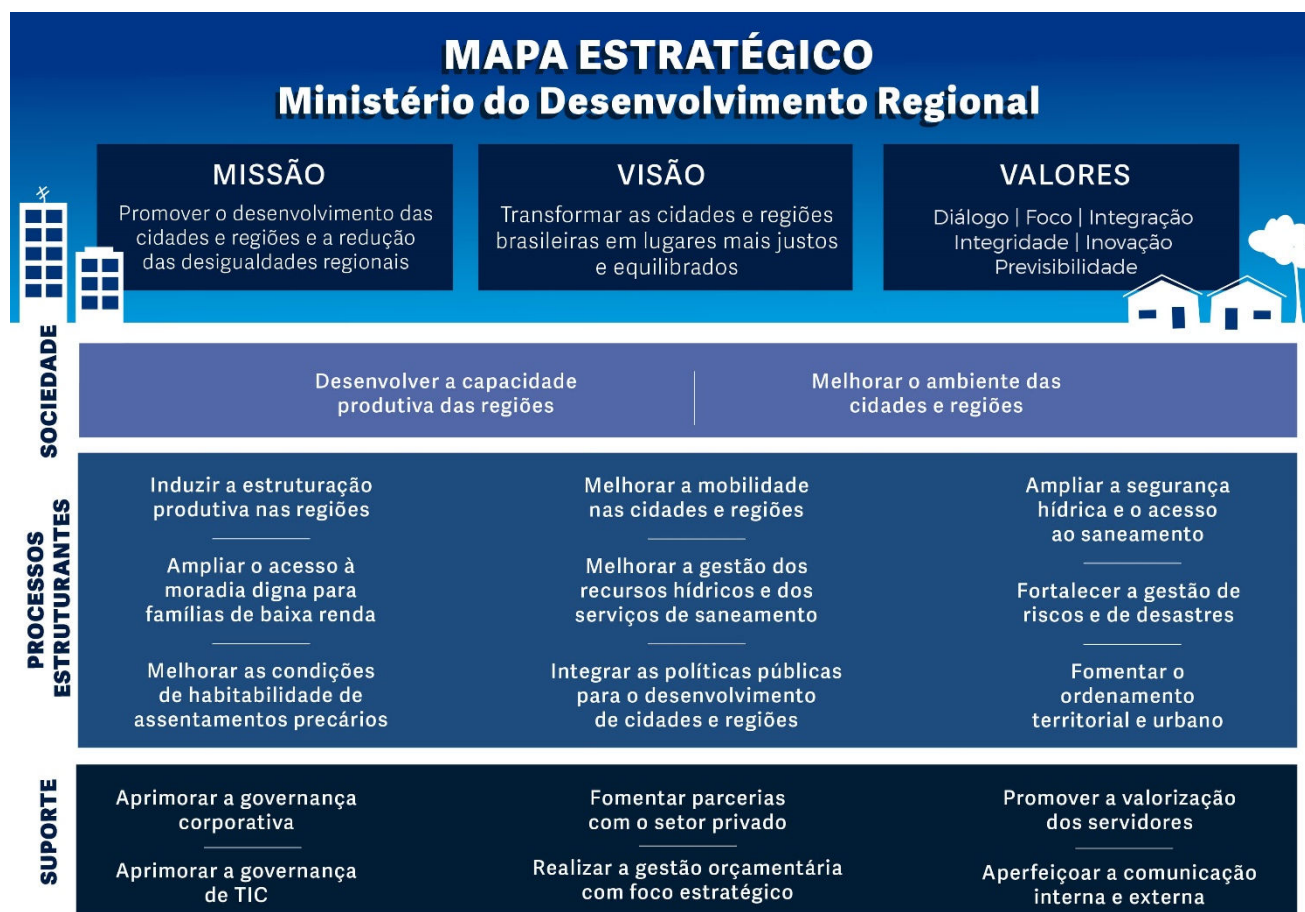 MAPA ESTRATÉGICO
Ministério do Desenvolvimento Regional
MISSÃO
Promover o desenvolvimento das
cidades e regiões e a redução
das desigualdades regionais
VISÃO
Transformar as cidades e regiões
brasileiras em lugares mais justos
e equilibrados
VALORES
Diálogo | Foco | Integração
Integridade | Inovação
Previsibilidade
SOCIEDADE
Desenvolver a capacidade
produtiva das regiões
Melhorar o ambiente das
cidades e regiões
PROCESSOS
ESTRUTURANTES
Induzir a estruturação
produtiva nas regiões
Ampliar o acesso à
moradia digna para
famílias de baixa renda
Melhorar as condições
de habitabilidade de
assentamentos precários
Melhorar a mobilidade
nas cidades e regiões
Melhorar a gestão dos
recursos hídricos e dos
serviços de saneamento
Integrar as políticas públicas
para o desenvolvimento
de cidades e regiões
Ampliar a segurança
hídrica e o acesso
ao saneamento
Fortalecer a gestão de
riscos e de desastres
Fomentar o
ordenamento
territorial e urbano
SUPORTE
Aprimorar a governança
corporativa
Aprimorar a governança
de TIC
Fomentar parcerias
com o setor privado
Realizar a gestão orçamentária
com foco estratégico
Promover a valorização
dos servidores
Aperfeiçoar a comunicação
interna e externa